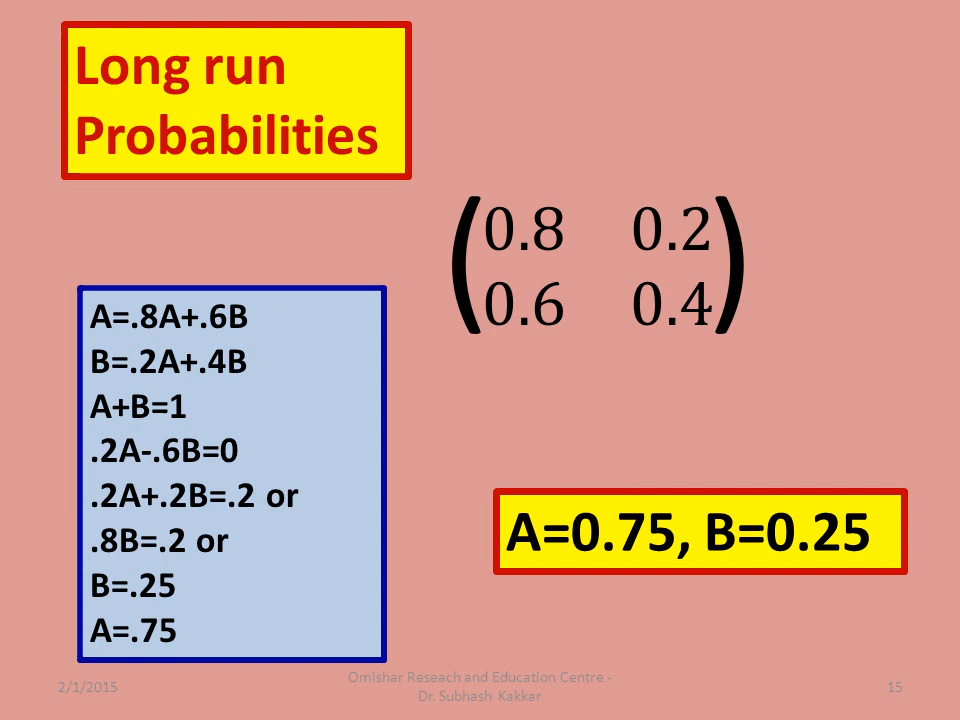 Long run
Probabilities
(0.8 0.2)
(0.6 0.4)
A=.8A+.6B
B=.2A+.4B
A+B=1
.2A-.6B=0
.2A+.2B=.2 or
.8B=.2 or
B=.25
A=.75
A=0.75, B=0.25
2/1/2015
Omishar Reseach and Education Centre -
Dr. Subhash Kakkar
15